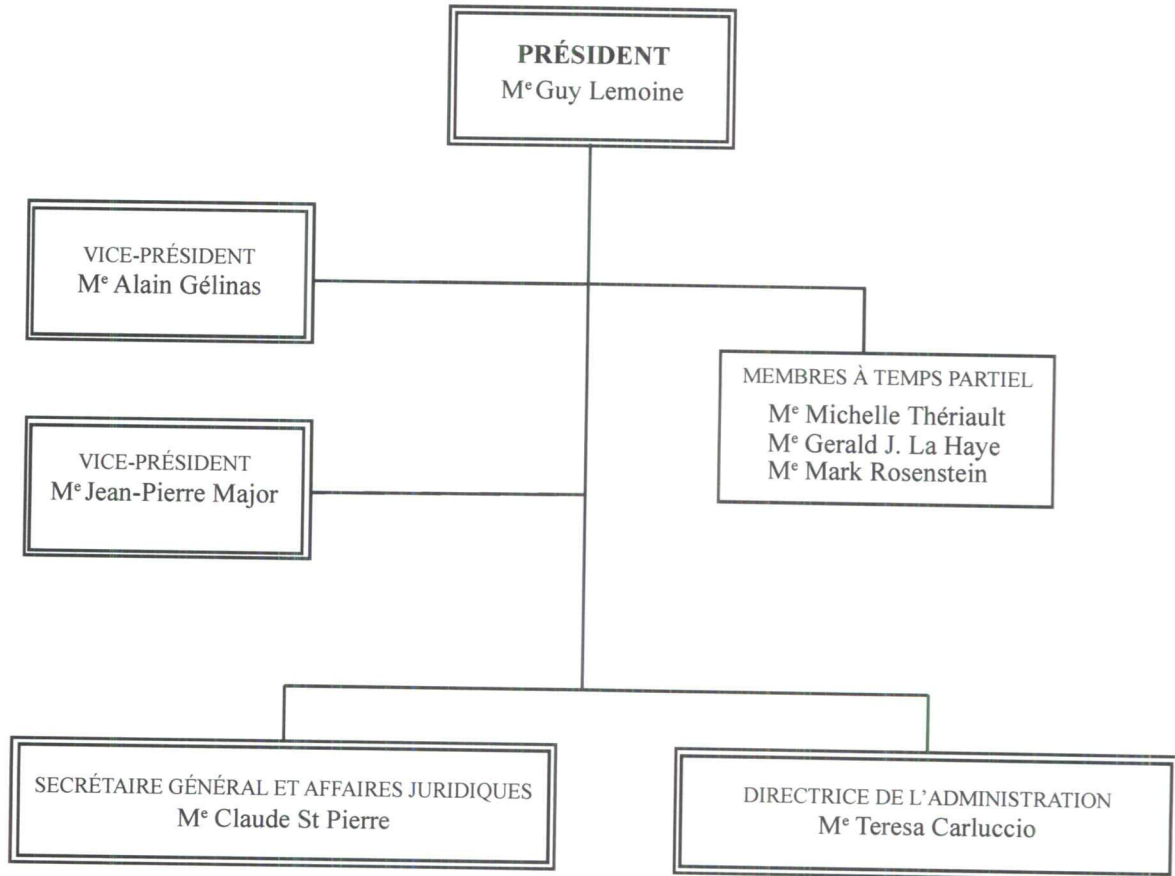 PRÉSIDENT
Mᵉ Guy Lemoine
VICE-PRÉSIDENT
Mᵉ Alain Gélinas
MEMBRES À TEMPS PARTIEL
Mᵉ Michelle Thériault
Mᵉ Gerald J. La Haye
Mᵉ Mark Rosenstein
VICE-PRÉSIDENT
Mᵉ Jean-Pierre Major
SECRÉTAIRE GÉNÉRAL ET AFFAIRES JURIDIQUES
Mᵉ Claude St Pierre
DIRECTRICE DE L’ADMINISTRATION
Mᵉ Teresa Carluccio